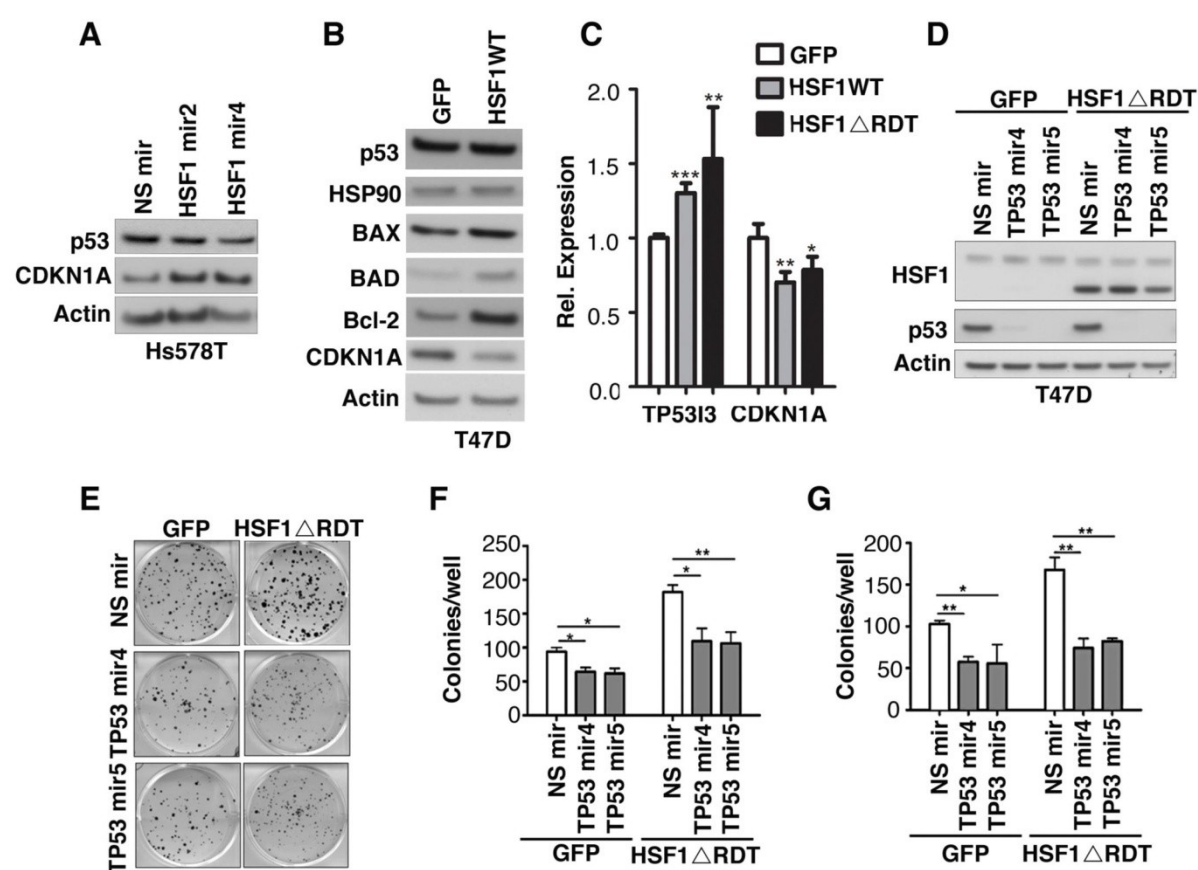 A
NS mir
HSF1 mir2
HSF1 mir4
p53
CDKN1A
Actin
Hs578T
B
GFP
HSF1WT
p53
HSP90
BAX
BAD
Bcl-2
CDKN1A
Actin
T47D
C
GFP
HSF1WT
HSF1△RDT
Rel. Expression
2.0
1.5
1.0
0.5
0.0
***
**
**
*
TP53I3 CDKN1A
D
GFP HSF1△RDT
NS mir
TP53 mir4
TP53 mir5
NS mir
TP53 mir4
TP53 mir5
HSF1
p53
Actin
T47D
E
GFP HSF1△RDT
NS mir
TP53 mir4
TP53 mir5
F
Colonies/well
250
200
150
100
50
0
*
*
**
*
NS mir
TP53 mir4
TP53 mir5
NS mir
TP53 mir4
TP53 mir5
GFP HSF1△RDT
G
Colonies/well
200
150
100
50
0
*
**
**
**
NS mir
TP53 mir4
TP53 mir5
NS mir
TP53 mir4
TP53 mir5
GFP HSF1△RDT